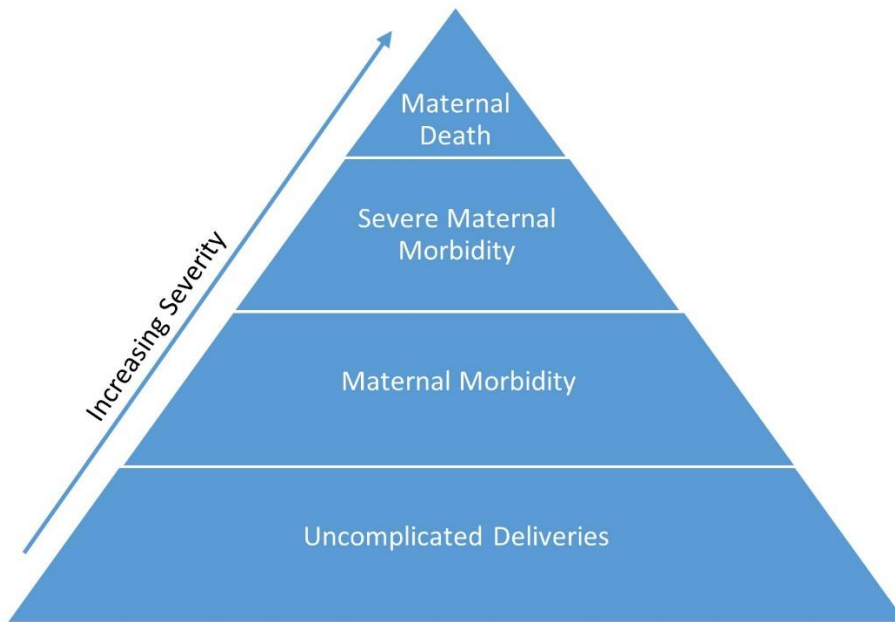 Maternal
Death
Severe Maternal
Morbidity
Maternal Morbidity
Uncomplicated Deliveries
Increasing Severity